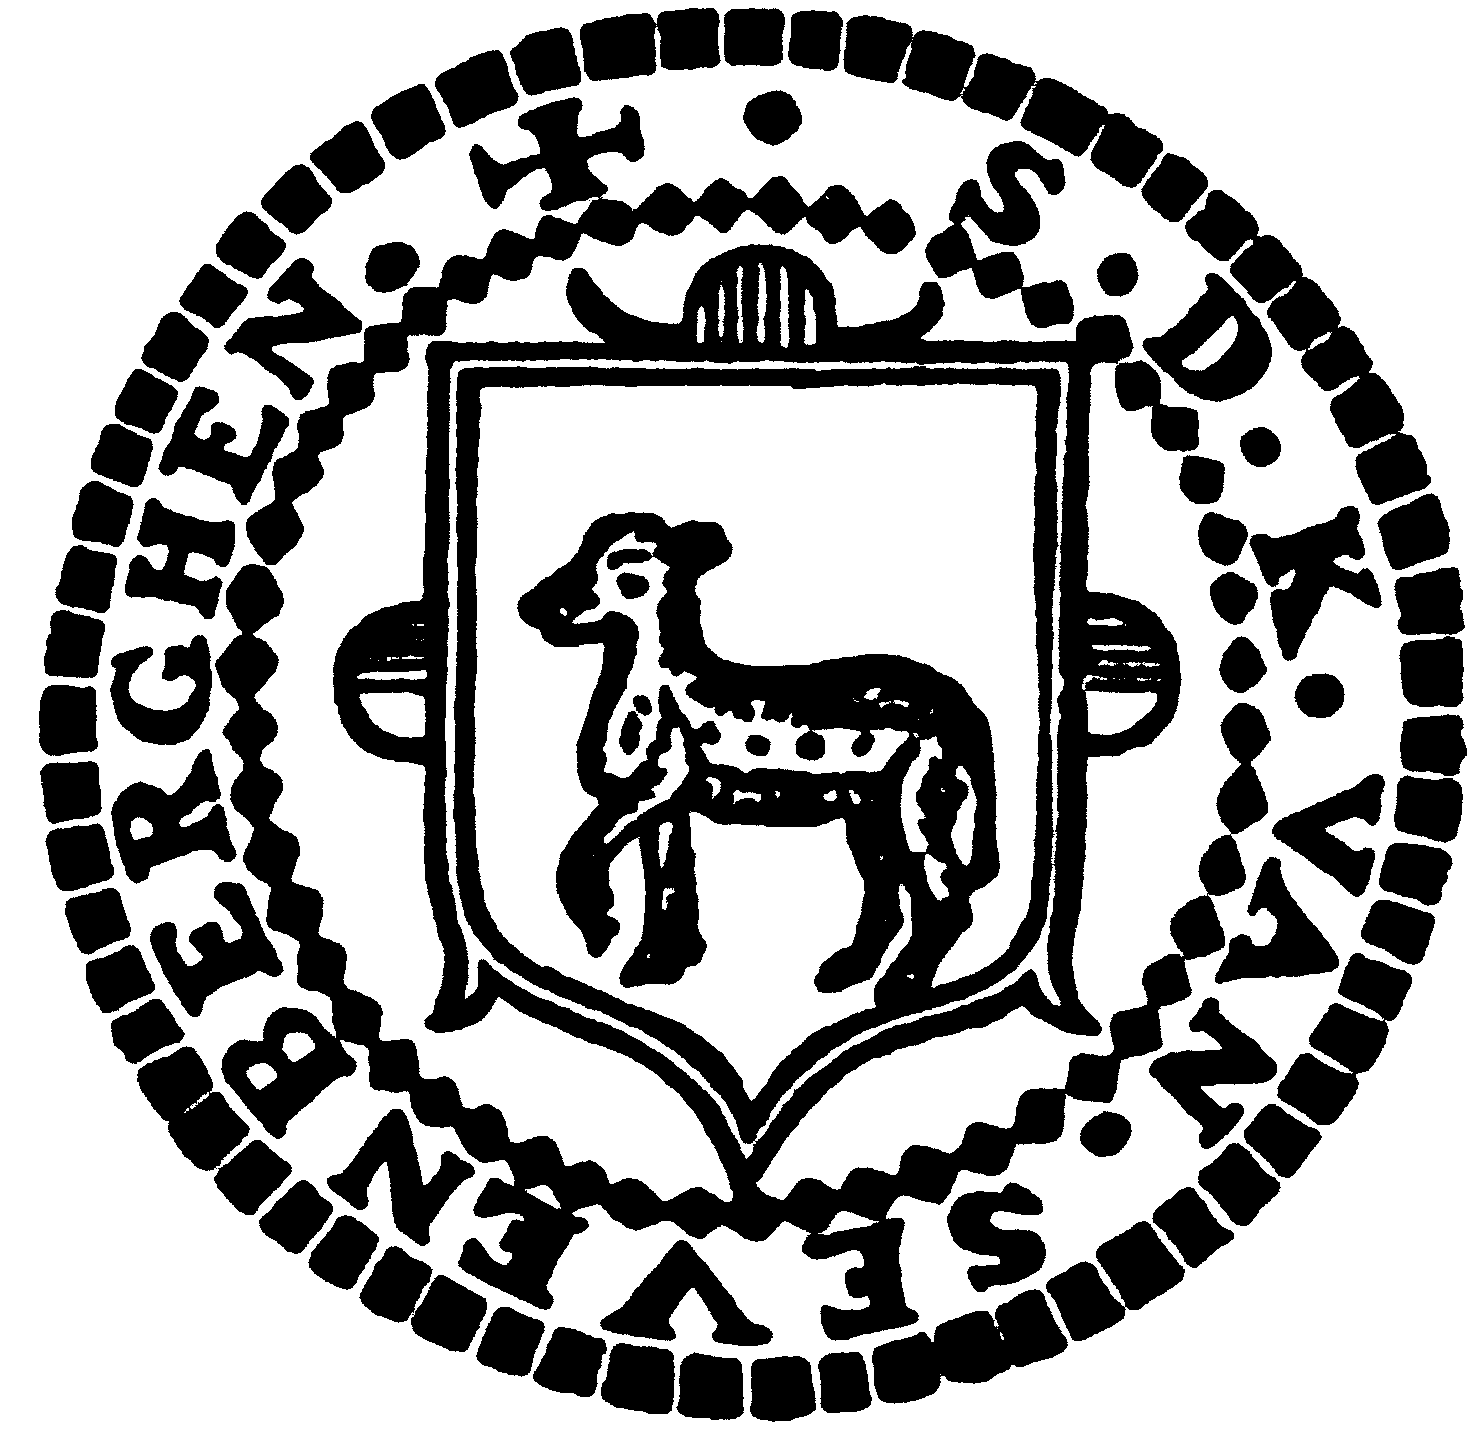 ✠ · S · D · K · VAN · SEVENBERGHEN ·